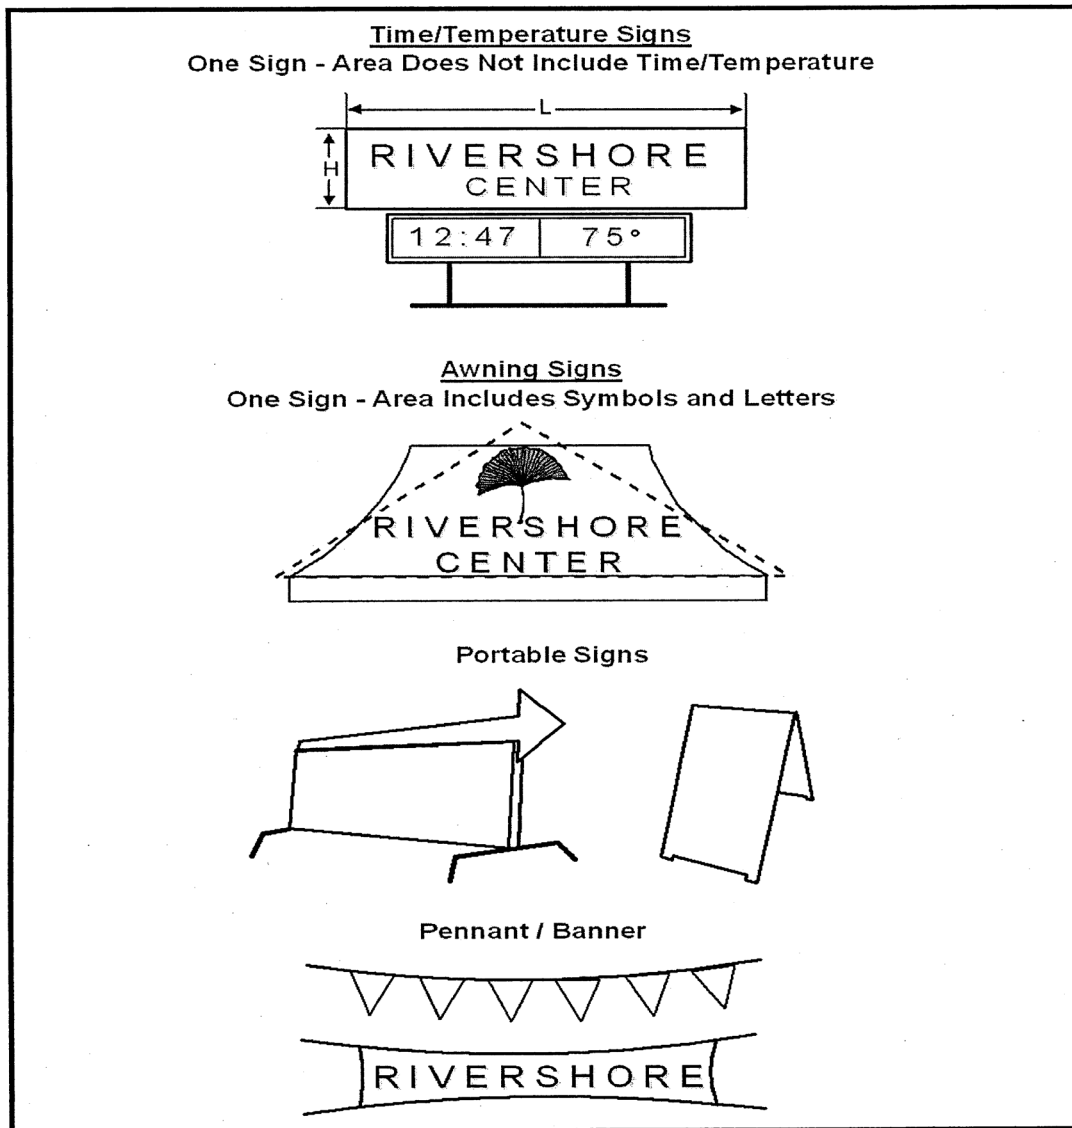 Time/Temperature Signs
One Sign - Area Does Not Include Time/Temperature
L
H
RIVERSHORE
CENTER
12:47 75°
Awning Signs
One Sign - Area Includes Symbols and Letters
RIVERSHORE
CENTER
Portable Signs
Pennant / Banner
RIVERSHORE